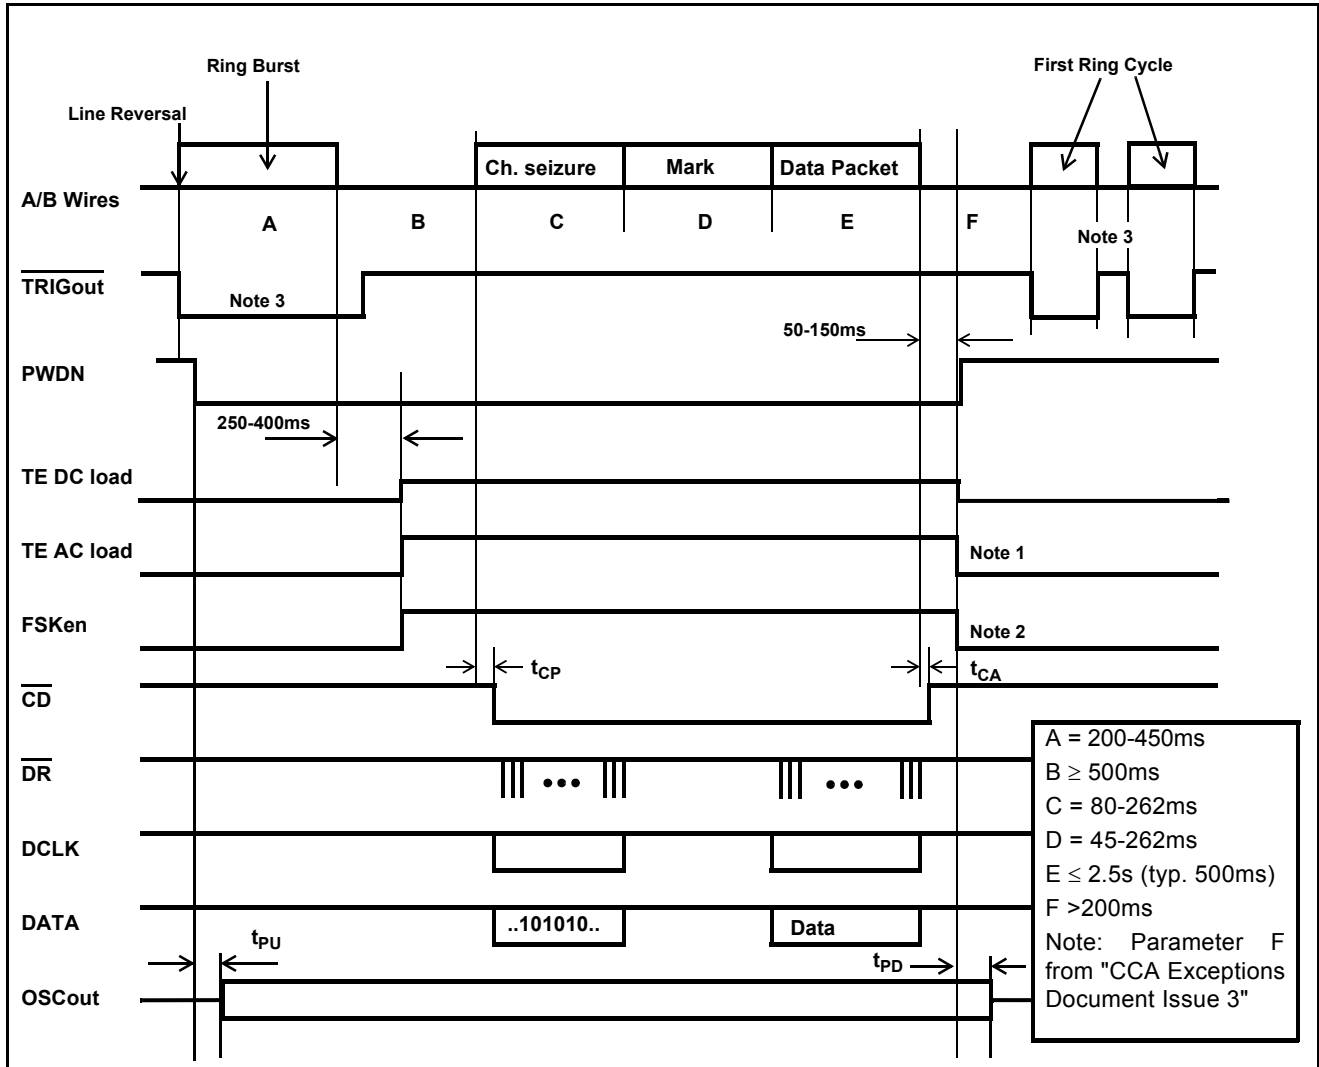 Ring Burst
First Ring Cycle
Line Reversal
Ch. seizure
Mark
Data Packet
A/B Wires
A
B
C
D
E
F
Note 3
TRIGout
Note 3
50-150ms
PWDN
250-400ms
TE DC load
TE AC load
Note 1
FSKen
Note 2
tCP
tCA
CD
DR
DCLK
DATA
..101010..
Data
tPU
tPD
OSCout
A = 200-450ms
B ≥ 500ms
C = 80-262ms
D = 45-262ms
E ≤ 2.5s (typ. 500ms)
F >200ms
Note: Parameter F
from "CCA Exceptions
Document Issue 3"